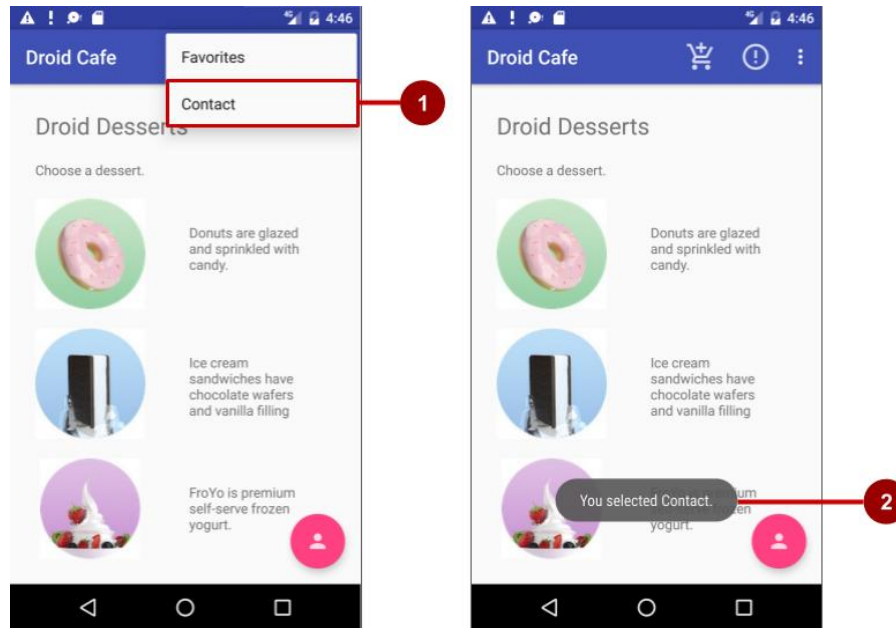 4G 4:46
Droid Cafe
Favorites
Contact
1
Droid Desserts
Choose a dessert.
Donuts are glazed
and sprinkled with
candy.
Ice cream
sandwiches have
chocolate wafers
and vanilla filling
FroYo is premium
self-serve frozen
yogurt.
4G 4:46
Droid Cafe
Droid Desserts
Choose a dessert.
Donuts are glazed
and sprinkled with
candy.
Ice cream
sandwiches have
chocolate wafers
and vanilla filling
You selected Contact.
yogurt.
2